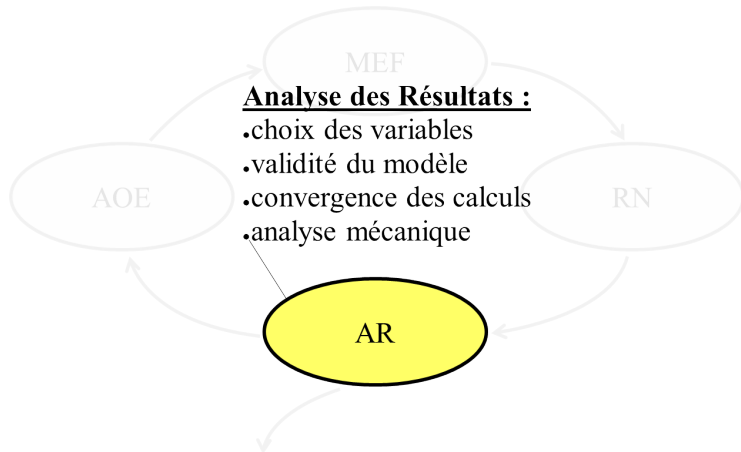 MEF
Analyse des Résultats :
•choix des variables
•validité du modèle
•convergence des calculs
•analyse mécanique
AOE
RN
AR